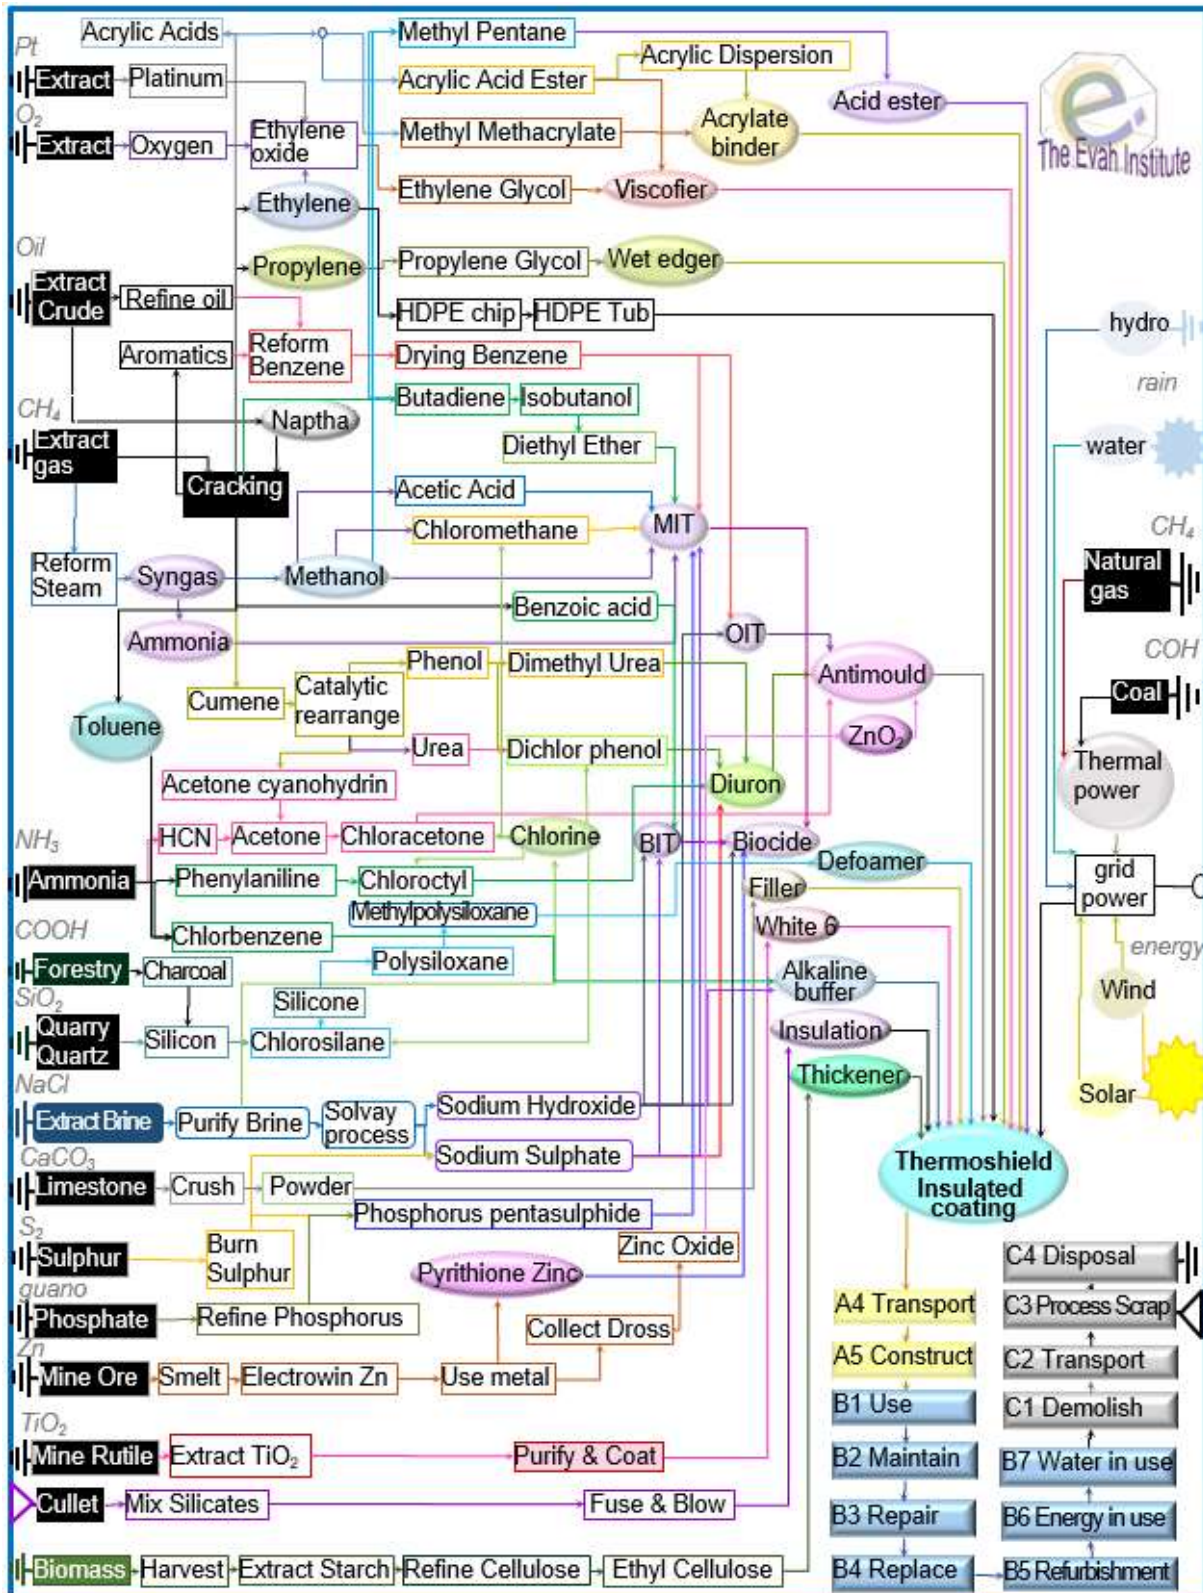 Acrylic Acids
Methyl Pentane
Pt
Acrylic Dispersion
Extract
Platinum
Acrylic Acid Ester
Acid ester
e.
The Evah Institute
O₂
Extract
Oxygen
Ethylene
oxide
Methyl Methacrylate
Acrylate
binder
Ethylene
Ethylene Glycol
Viscofier
Oil
Propylene
Propylene Glycol
Wet edger
Extract
Crude
Refine oil
HDPE chip
HDPE Tub
hydro
Aromatics
Reform
Benzene
Drying Benzene
rain
CH₄
Butadiene
Isobutanol
Naptha
Extract
gas
Diethyl Ether
water
Cracking
Acetic Acid
Chloromethane
MIT
CH₄
Reform
Steam
Syngas
Methanol
Natural
gas
Benzoic acid
Ammonia
OIT
COH
Phenol
Dimethyl Urea
Antimould
Coal
Cumene
Catalytic
rearrange
Toluene
Urea
Dichlor phenol
ZnO₂
Thermal
power
Acetone cyanohydrin
Diuron
NH₃
HCN
Acetone
Chloracetone
Chlorine
BIT
Biocide
Defoamer
Ammonia
Phenylaniline
Chloroctyl
Filler
grid
power
Methylpolysiloxane
White 6
COOH
Chlorbenzene
energy
Forestry
Charcoal
Polysiloxane
Alkaline
buffer
Wind
SiO₂
Silicone
Quarry
Quartz
Silicon
Chlorosilane
Insulation
NaCl
Thickener
Solar
Extract Brine
Purify Brine
Solvay
process
Sodium Hydroxide
CaCO₃
Sodium Sulphate
Thermoshield
Insulated
coating
Limestone
Crush
Powder
Phosphorus pentasulphide
S₂
Sulphur
Burn
Sulphur
Zinc Oxide
C4 Disposal
Pyrithione Zinc
guano
Phosphate
Refine Phosphorus
A4 Transport
C3 Process Scrap
Collect Dross
Zn
A5 Construct
C2 Transport
Mine Ore
Smelt
Electrowin Zn
Use metal
B1 Use
C1 Demolish
TiO₂
Mine Rutile
Extract TiO₂
Purify & Coat
B2 Maintain
B7 Water in use
Cullet
Mix Silicates
Fuse & Blow
B3 Repair
B6 Energy in use
Biomass
Harvest
Extract Starch
Refine Cellulose
Ethyl Cellulose
B4 Replace
B5 Refurbishment